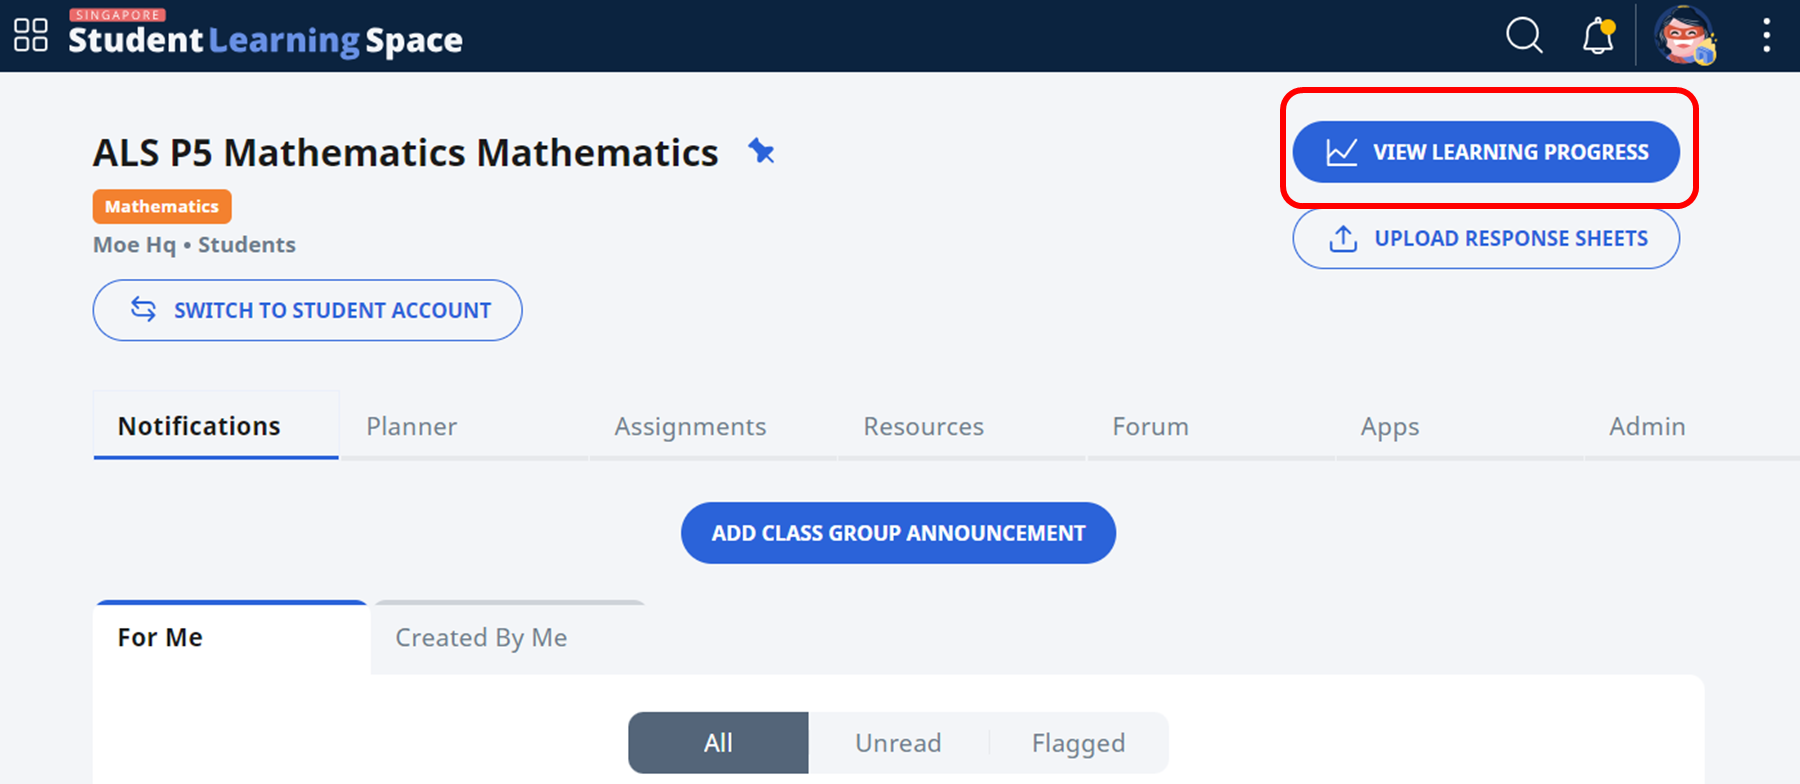 SINGAPORE
Student Learning Space
ALS P5 Mathematics Mathematics
VIEW LEARNING PROGRESS
Mathematics
Moe Hq • Students
UPLOAD RESPONSE SHEETS
SWITCH TO STUDENT ACCOUNT
Notifications Planner Assignments Resources Forum Apps Admin
ADD CLASS GROUP ANNOUNCEMENT
For Me Created By Me
All Unread Flagged